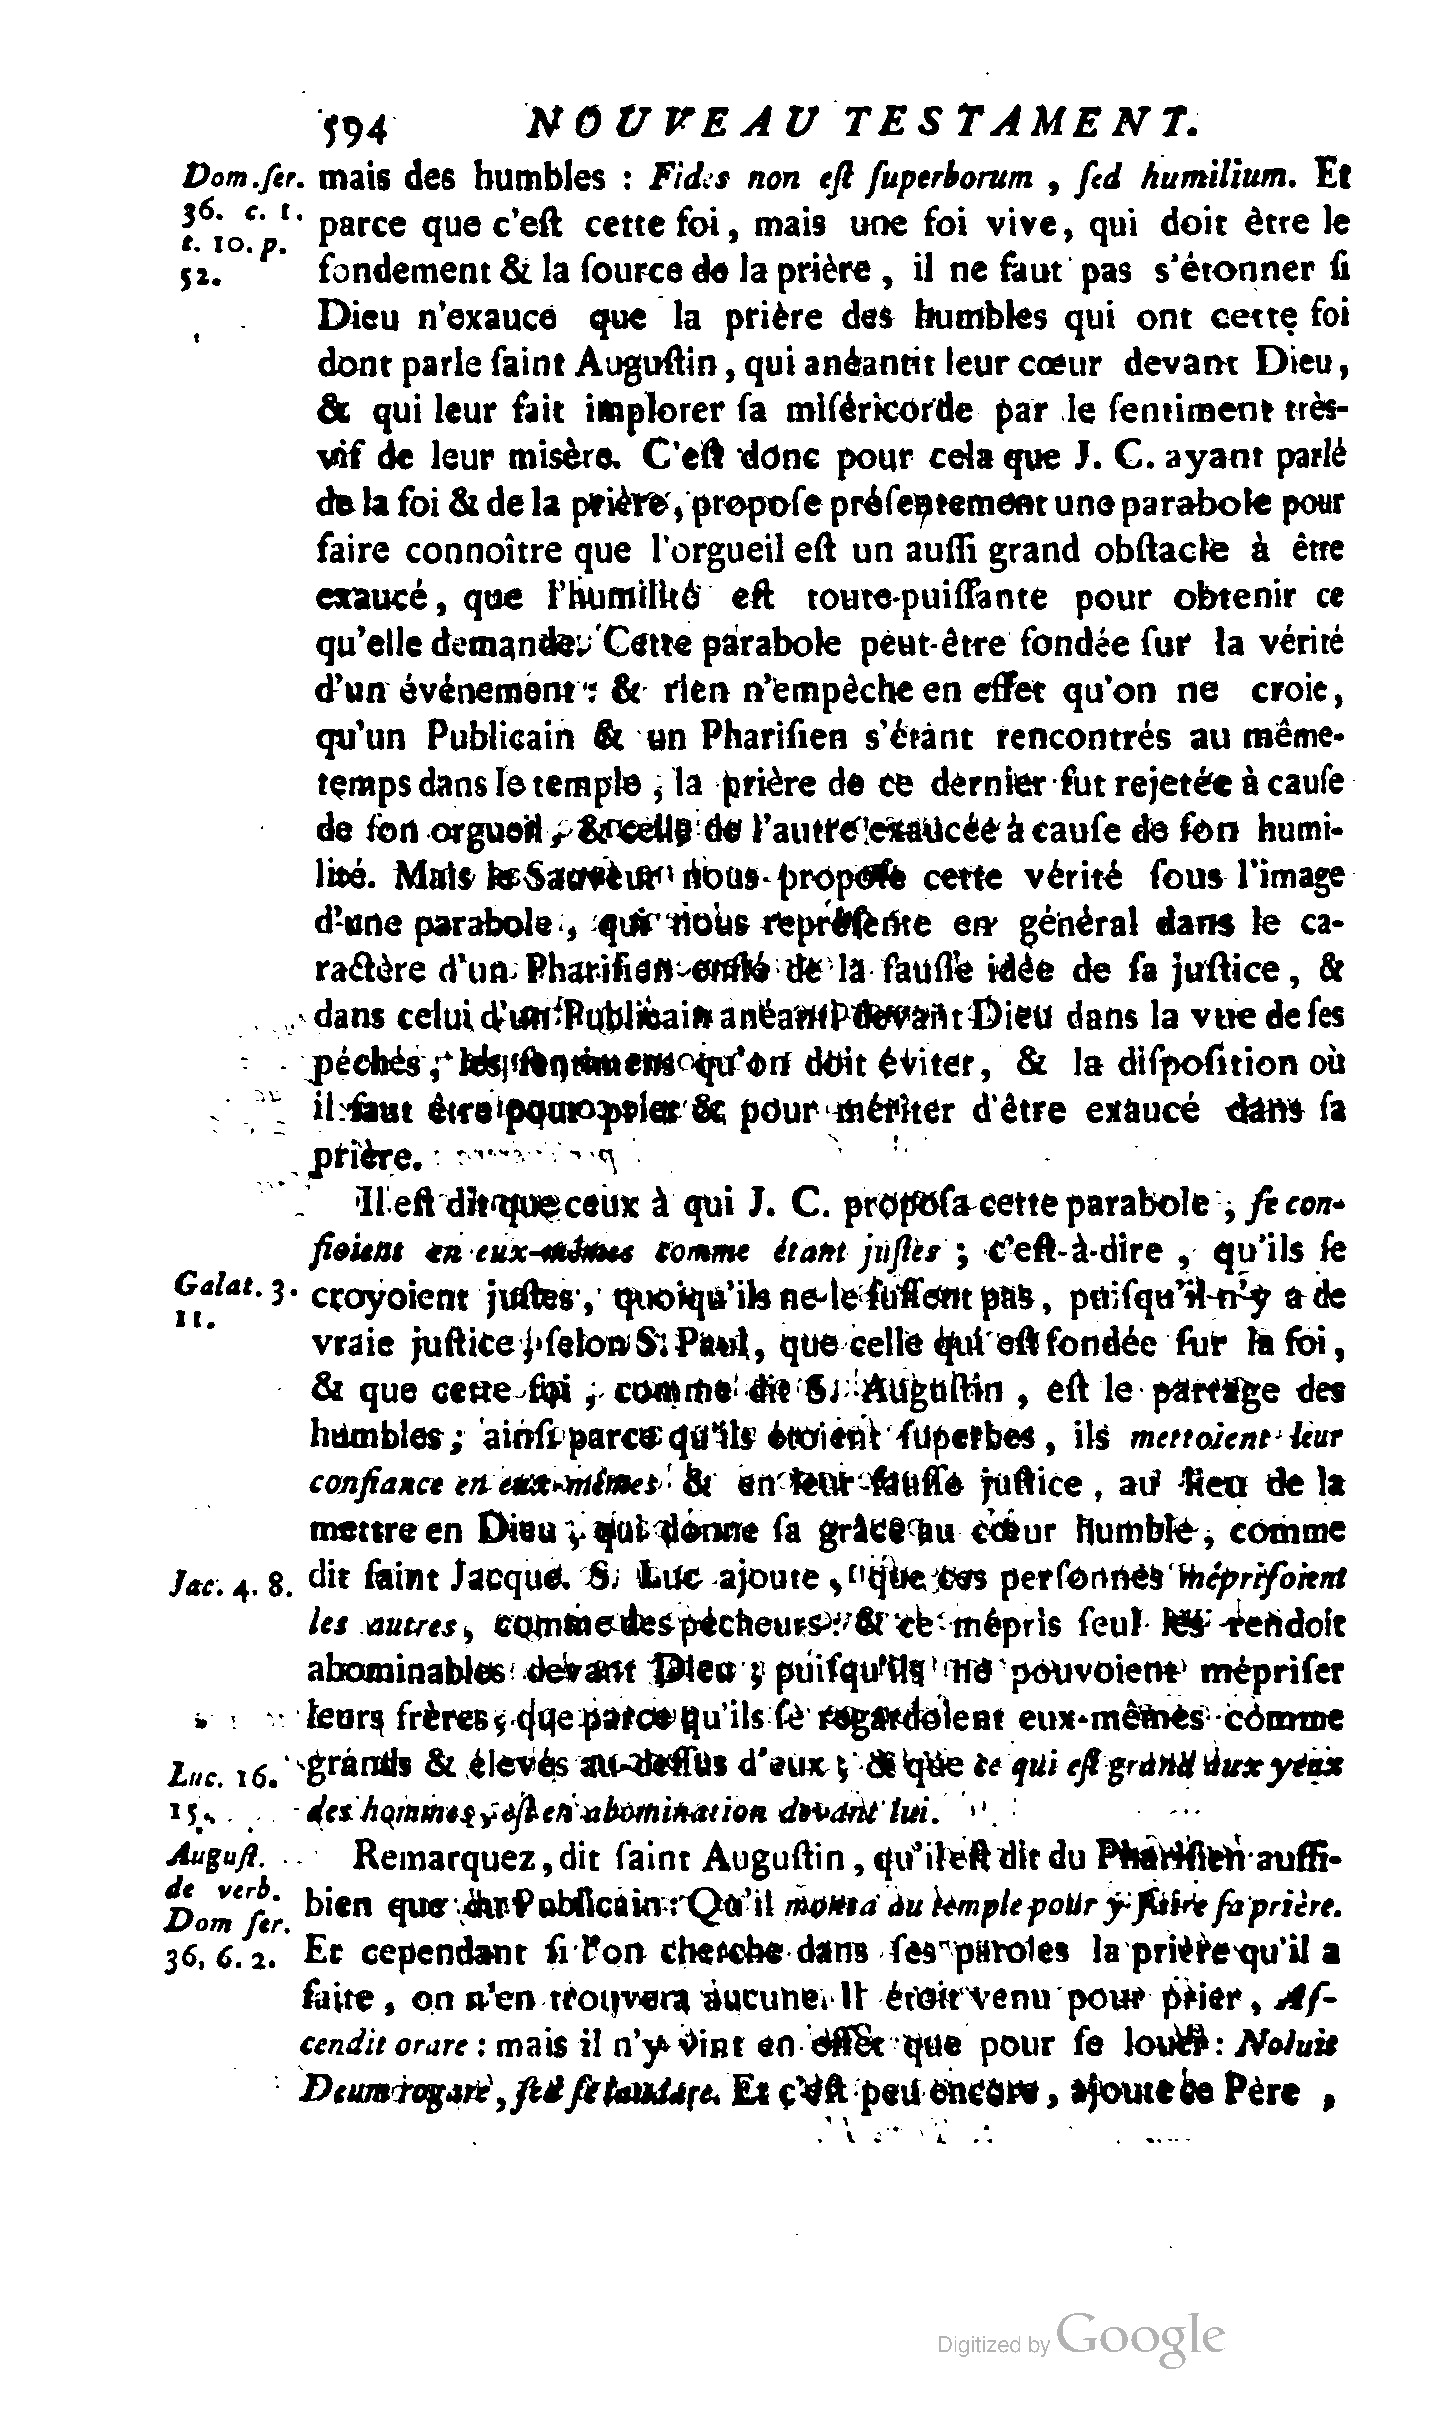 594 NOUVEAU TESTAMENT.
Dom. ſer. mais des humbles : Fides non eſt ſuperborum , ſed humilium. Et
36. c. 1. parce que c'eſt cette foi, mais une foi vive, qui doit être le
t. 10. p.
52. fondement & la ſource de la prière , il ne faut pas s'étonner ſi
Dieu n'exauce que la prière des humbles qui ont cette foi
dont parle ſaint Auguſtin, qui anéantit leur cœur devant Dieu,
& qui leur fait implorer ſa miſéricorde par le ſentiment très-
vif de leur misère. C'eſt donc pour cela que J. C. ayant parlé
de la foi & de la prière, propoſe préſentement une parabole pour
faire connoître que l'orgueil eſt un auſſi grand obſtacle à être
exaucé, que l'humilité eſt toute-puiſſante pour obtenir ce
qu'elle demande. Cette parabole peut-être fondée ſur la vérité
d'un événement : & rien n'empêche en effet qu'on ne croie,
qu'un Publicain & un Phariſien s'étant rencontrés au même-
temps dans le temple , la prière de ce dernier fut rejetée à cauſe
de ſon orgueil , & celle de l'autre exaucée à cauſe de ſon humi-
lité. Mais le Sauveur nous propoſe cette vérité ſous l'image
d'une parabole , qui nous repréſente en général dans le ca-
ractère d'un Phariſien enflé de la fauſſe idée de ſa juſtice , &
dans celui d'un Publicain anéanti devant Dieu dans la vue de ſes
péchés , les ſentimens qu'on doit éviter, & la diſpoſition où
il faut être pour prier & pour mériter d'être exaucé dans ſa
prière.
Il eſt dit que ceux à qui J. C. propoſa cette parabole , ſe con-
fioient en eux-mêmes comme étant juſtes ; c'eſt-à-dire , qu'ils ſe
Galat. 3. croyoient juſtes , quoiqu'ils ne le fuſſent pas , puiſqu'il n'y a de
11.
vraie juſtice , ſelon S. Paul, que celle qui eſt fondée ſur la foi ,
& que cette foi , comme dit S. Auguſtin , eſt le partage des
humbles ; ainſi parce qu'ils étoient ſuperbes , ils mettoient leur
confiance en eux-mêmes & en leur fauſſe juſtice , au lieu de la
mettre en Dieu , qui donne ſa grâce au cœur humble , comme
Jac. 4. 8. dit ſaint Jacque. S. Luc ajoute , que ces perſonnes mépriſoient
les autres, comme des pécheurs : & ce mépris ſeul les rendoit
abominables devant Dieu ; puiſqu'ils ne pouvoient mépriſer
leurs frères , que parce qu'ils ſe regardoient eux-mêmes comme
Luc. 16. grands & élevés au-deſſus d'eux ; & que ce qui eſt grand aux yeux
15. des hommes , eſt en abomination devant lui.
Auguſt. Remarquez, dit ſaint Auguſtin , qu'il eſt dit du Phariſien auſſi-
de verb.
bien que du Publicain : Qu'il monta au temple pour y faire ſa prière.
Dom ſer.
36. 6. 2. Et cependant ſi l'on cherche dans ſes paroles la prière qu'il a
faite , on n'en trouvera aucune. Il étoit venu pour prier , Aſ-
cendit orare : mais il n'y vint en effet que pour ſe louer : Noluit
Deum rogare , ſed ſe laudare. Et c'eſt peu encore , ajoute ce Père ,
Digitized by Google